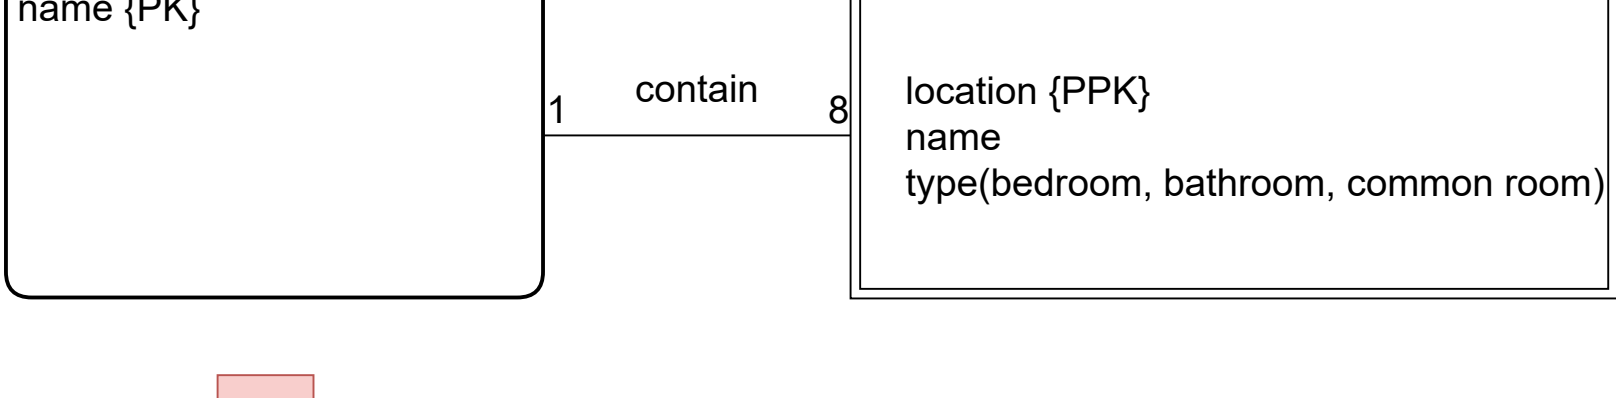 name {PK}
contain
1
8
location {PPK}
name
type(bedroom, bathroom, common room)